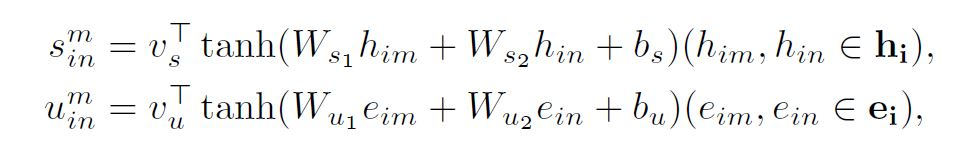 $s_{in}^{m} = v_{s}^{\top} \tanh(W_{s_1} h_{im} + W_{s_2} h_{in} + b_s)(h_{im}, h_{in} \in \mathbf{h_i}),$
$u_{in}^{m} = v_{u}^{\top} \tanh(W_{u_1} e_{im} + W_{u_2} e_{in} + b_u)(e_{im}, e_{in} \in \mathbf{e_i}),$